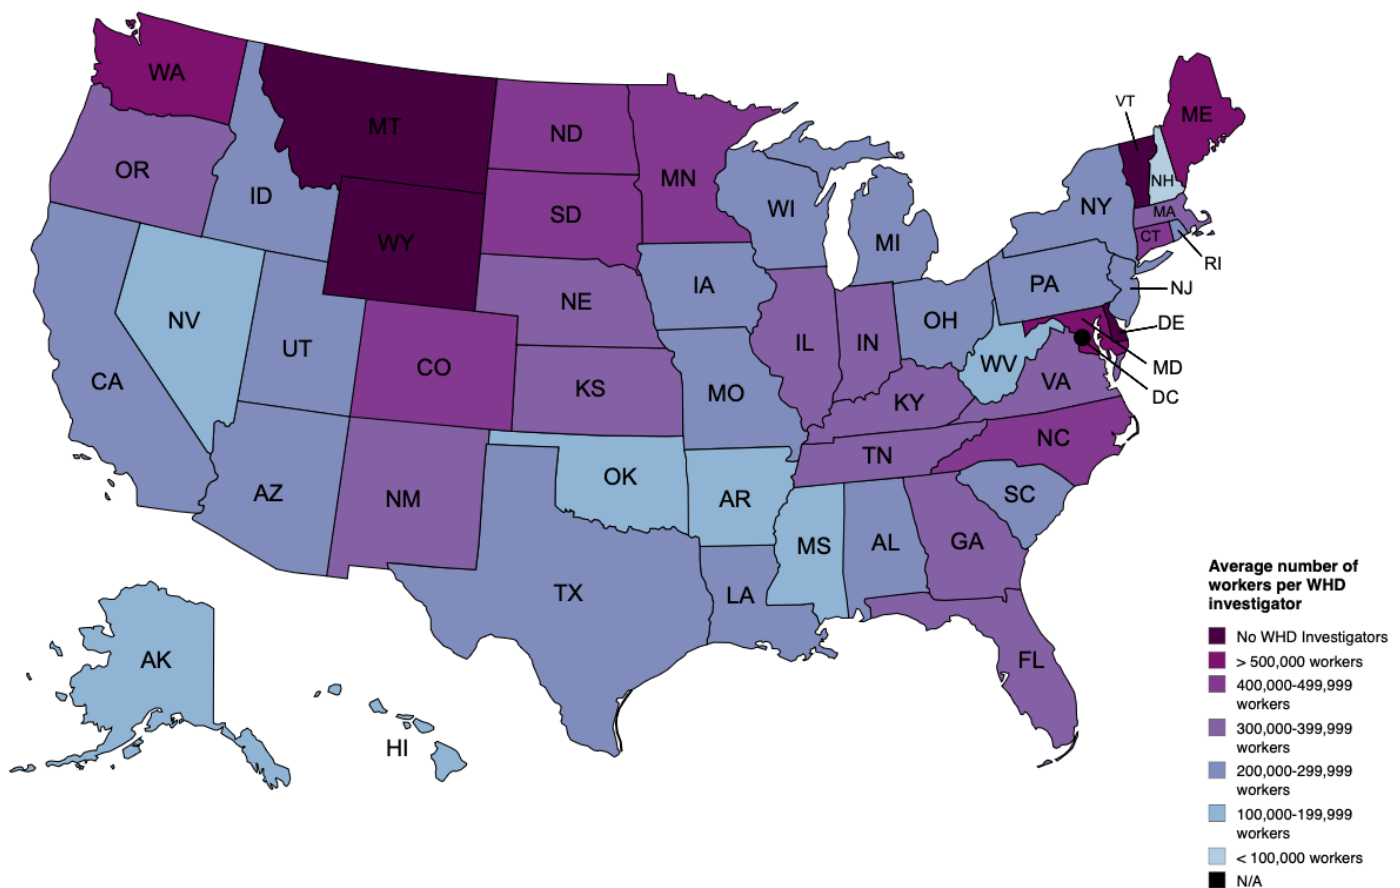 WA
MT
ND
MN
OR
ID
SD
WI
MI
VT
ME
NH
NY
MA
CT
RI
WY
NE
IA
PA
NJ
NV
UT
CO
IL
IN
OH
DE
MD
DC
CA
KS
MO
WV
VA
KY
AZ
NM
OK
AR
TN
NC
SC
MS
AL
GA
TX
LA
FL
AK
HI
Average number of
workers per WHD
investigator
No WHD Investigators
> 500,000 workers
400,000-499,999
workers
300,000-399,999
workers
200,000-299,999
workers
100,000-199,999
workers
< 100,000 workers
N/A